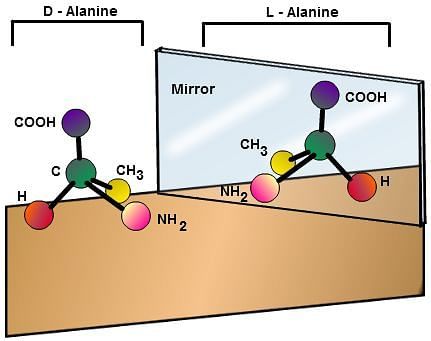 D - Alanine
L - Alanine
Mirror
COOH
C
CH3
H
NH2
COOH
CH3
NH2
H